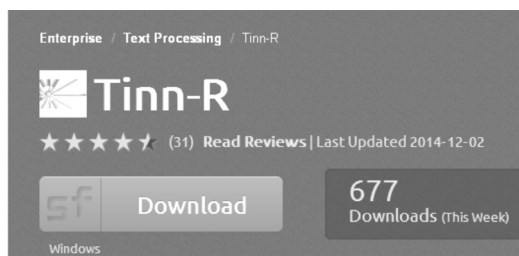 Enterprise / Text Processing / Tinn-R
Tinn-R
(31) Read Reviews | Last Updated 2014-12-02
sf Download
677
Downloads (This Week)
Windows